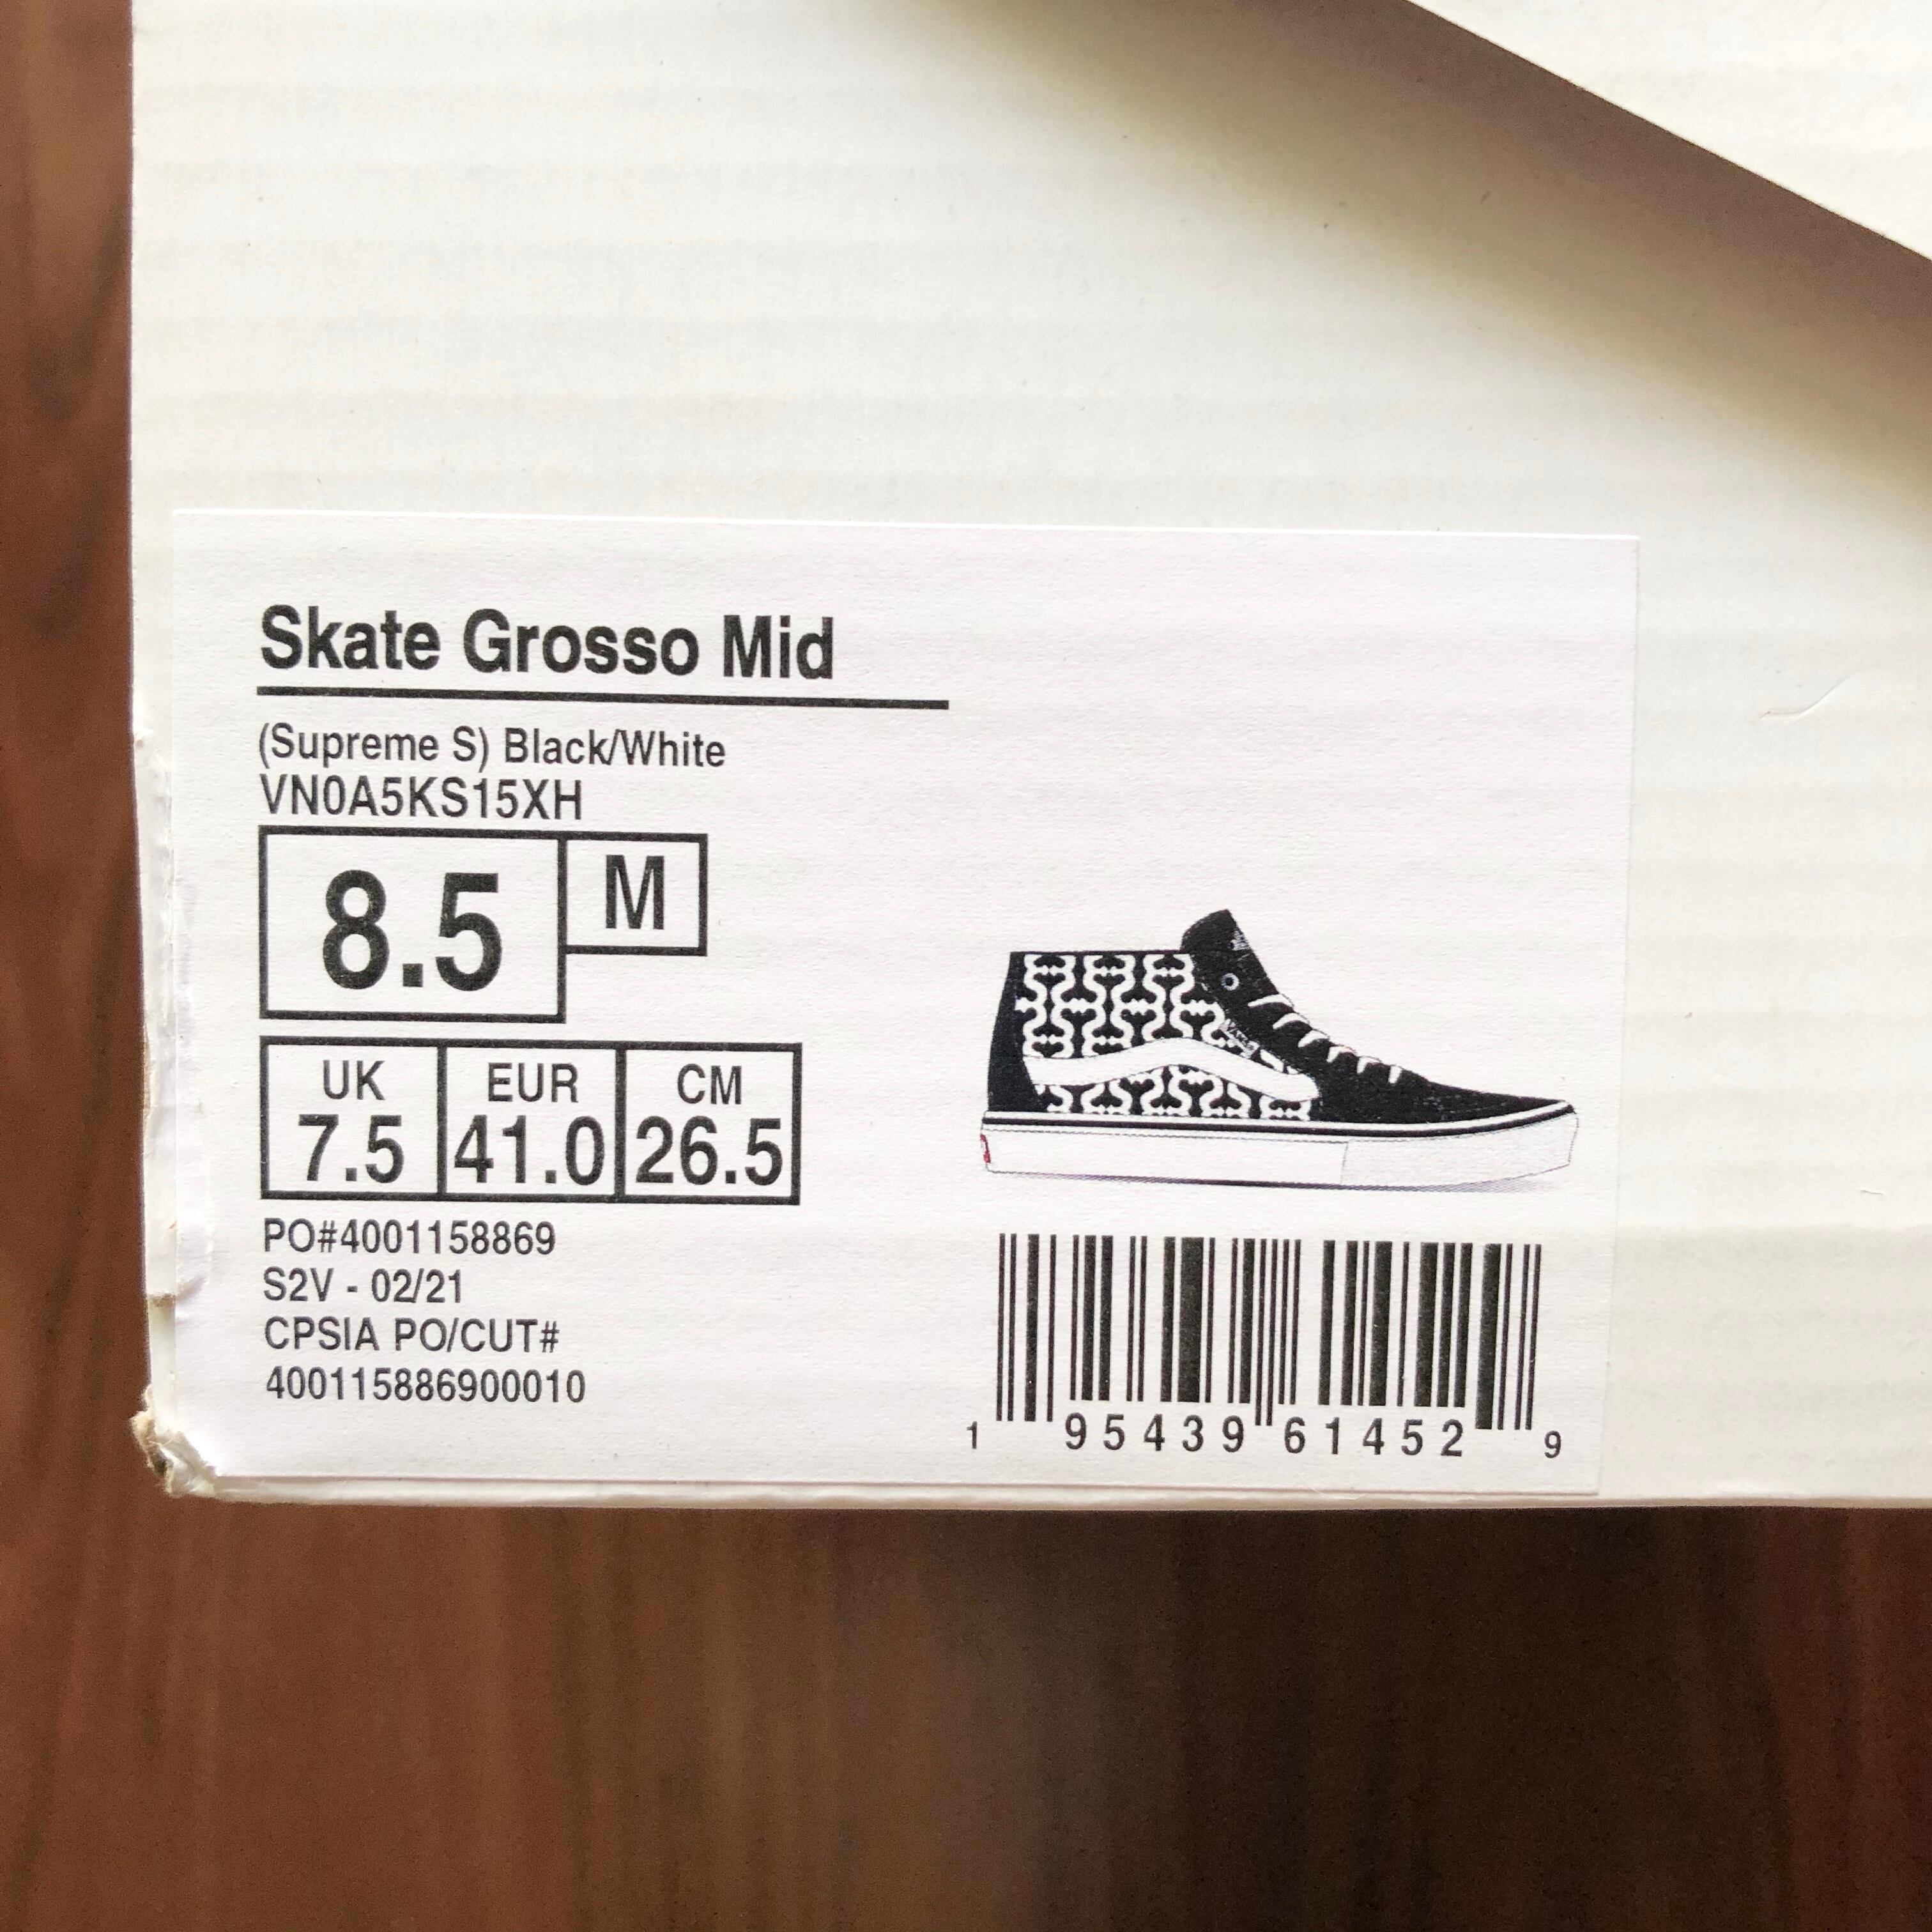 Skate Grosso Mid
(Supreme S) Black/White
VN0A5KS15XH
8.5 M
UK EUR CM
7.5 41.0 26.5
PO#4001158869
S2V - 02/21
CPSIA PO/CUT#
400115886900010
1 95439 61452 9